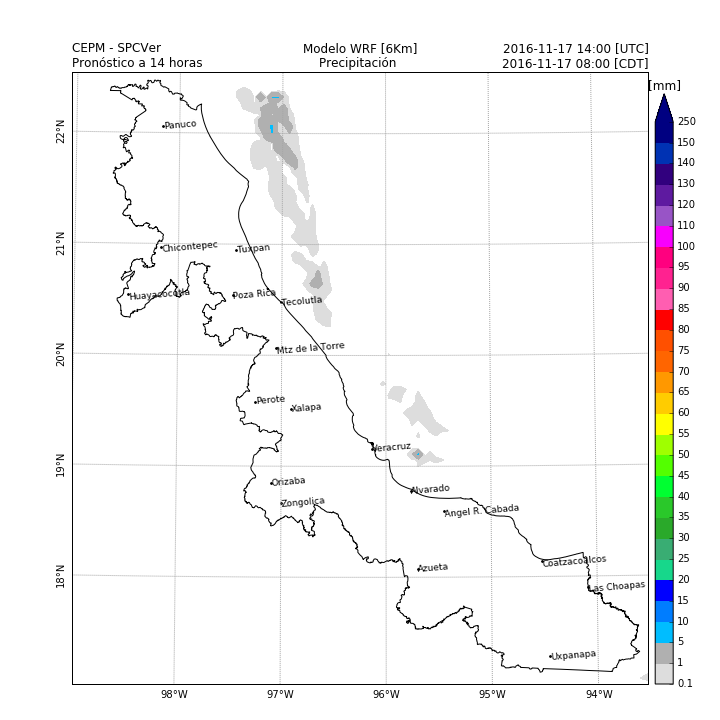 CEPM - SPCVer Modelo WRF [6Km] 2016-11-17 14:00 [UTC]
Pronóstico a 14 horas Precipitación 2016-11-17 08:00 [CDT]
[mm]
250
150
140
130
120
110
100
95
90
85
80
75
70
65
60
55
50
45
40
35
30
25
20
15
10
5
1
0.1
22°N
21°N
20°N
19°N
18°N
Panuco
Chicontepec
Tuxpan
Huayacocotla
Poza Rica
Tecolutla
Mtz de la Torre
Perote
Xalapa
Veracruz
Orizaba
Alvarado
Zongolica
Angel R. Cabada
Coatzacoalcos
Azueta
Las Choapas
Uxpanapa
98°W 97°W 96°W 95°W 94°W